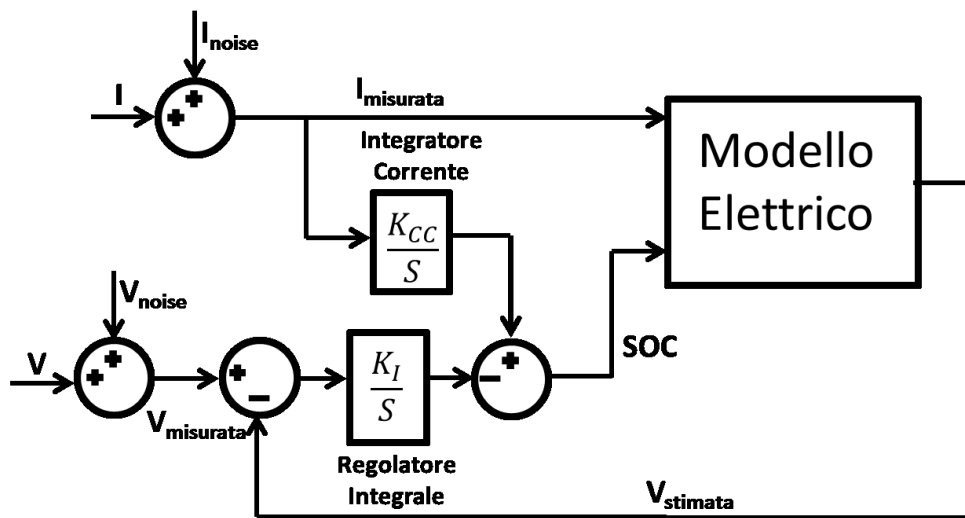 I_noise
I
+
+
I_misurata
Integratore
Corrente
K_CC
S
Modello
Elettrico
V_noise
V
+
+
V_misurata
+
−
K_I
S
Regolatore
Integrale
+
−
SOC
V_stimata